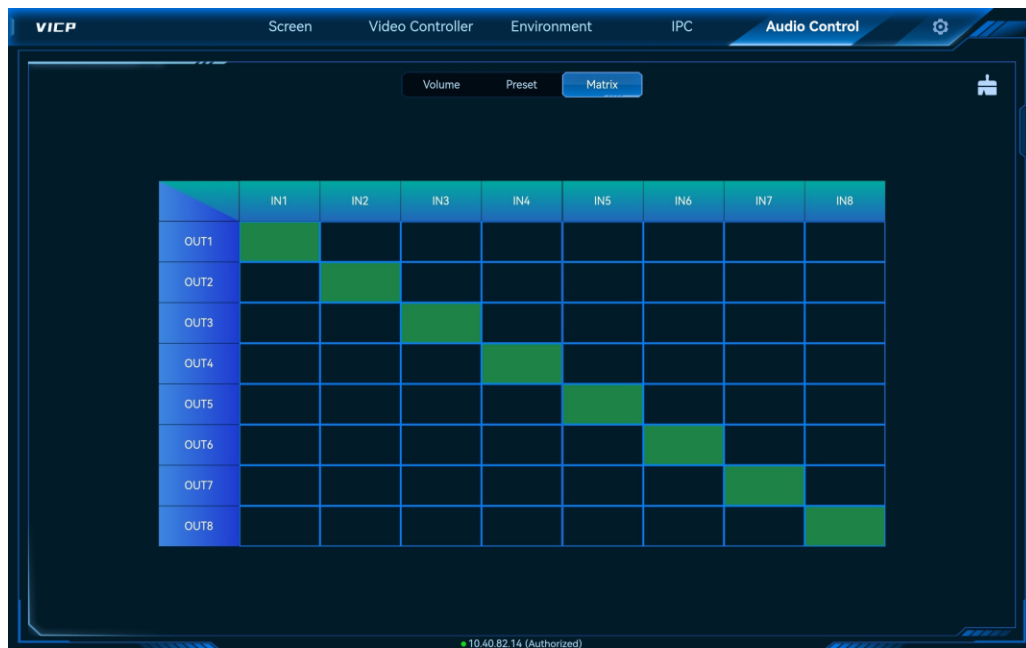 VICP Screen Video Controller Environment IPC Audio Control
Volume Preset Matrix
IN1 IN2 IN3 IN4 IN5 IN6 IN7 IN8
OUT1
OUT2
OUT3
OUT4
OUT5
OUT6
OUT7
OUT8
10.40.82.14 (Authorized)